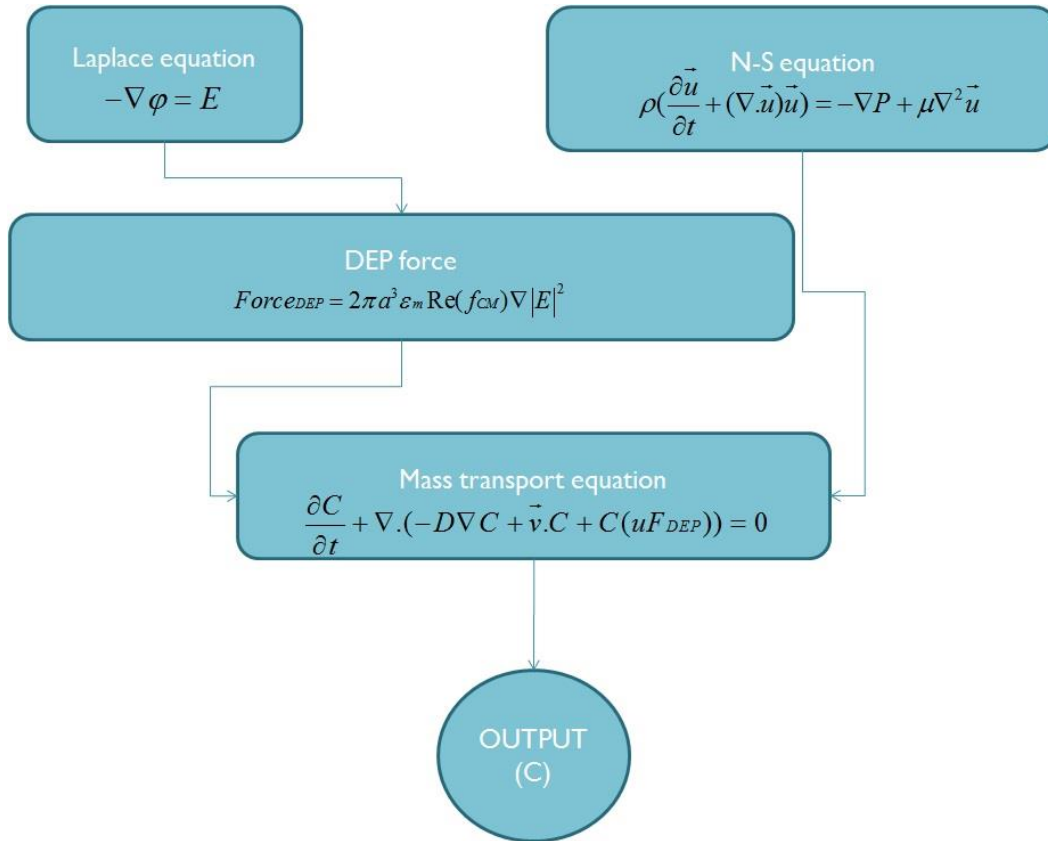 Laplace equation
−∇φ = E
N-S equation
ρ(∂u⃗/∂t + (∇.u⃗)u⃗) = −∇P + μ∇²u⃗
DEP force
Force_DEP = 2πa³ε_m Re(f_CM)∇|E|²
Mass transport equation
∂C/∂t + ∇.(−D∇C + v⃗.C + C(uF_DEP)) = 0
OUTPUT
(C)